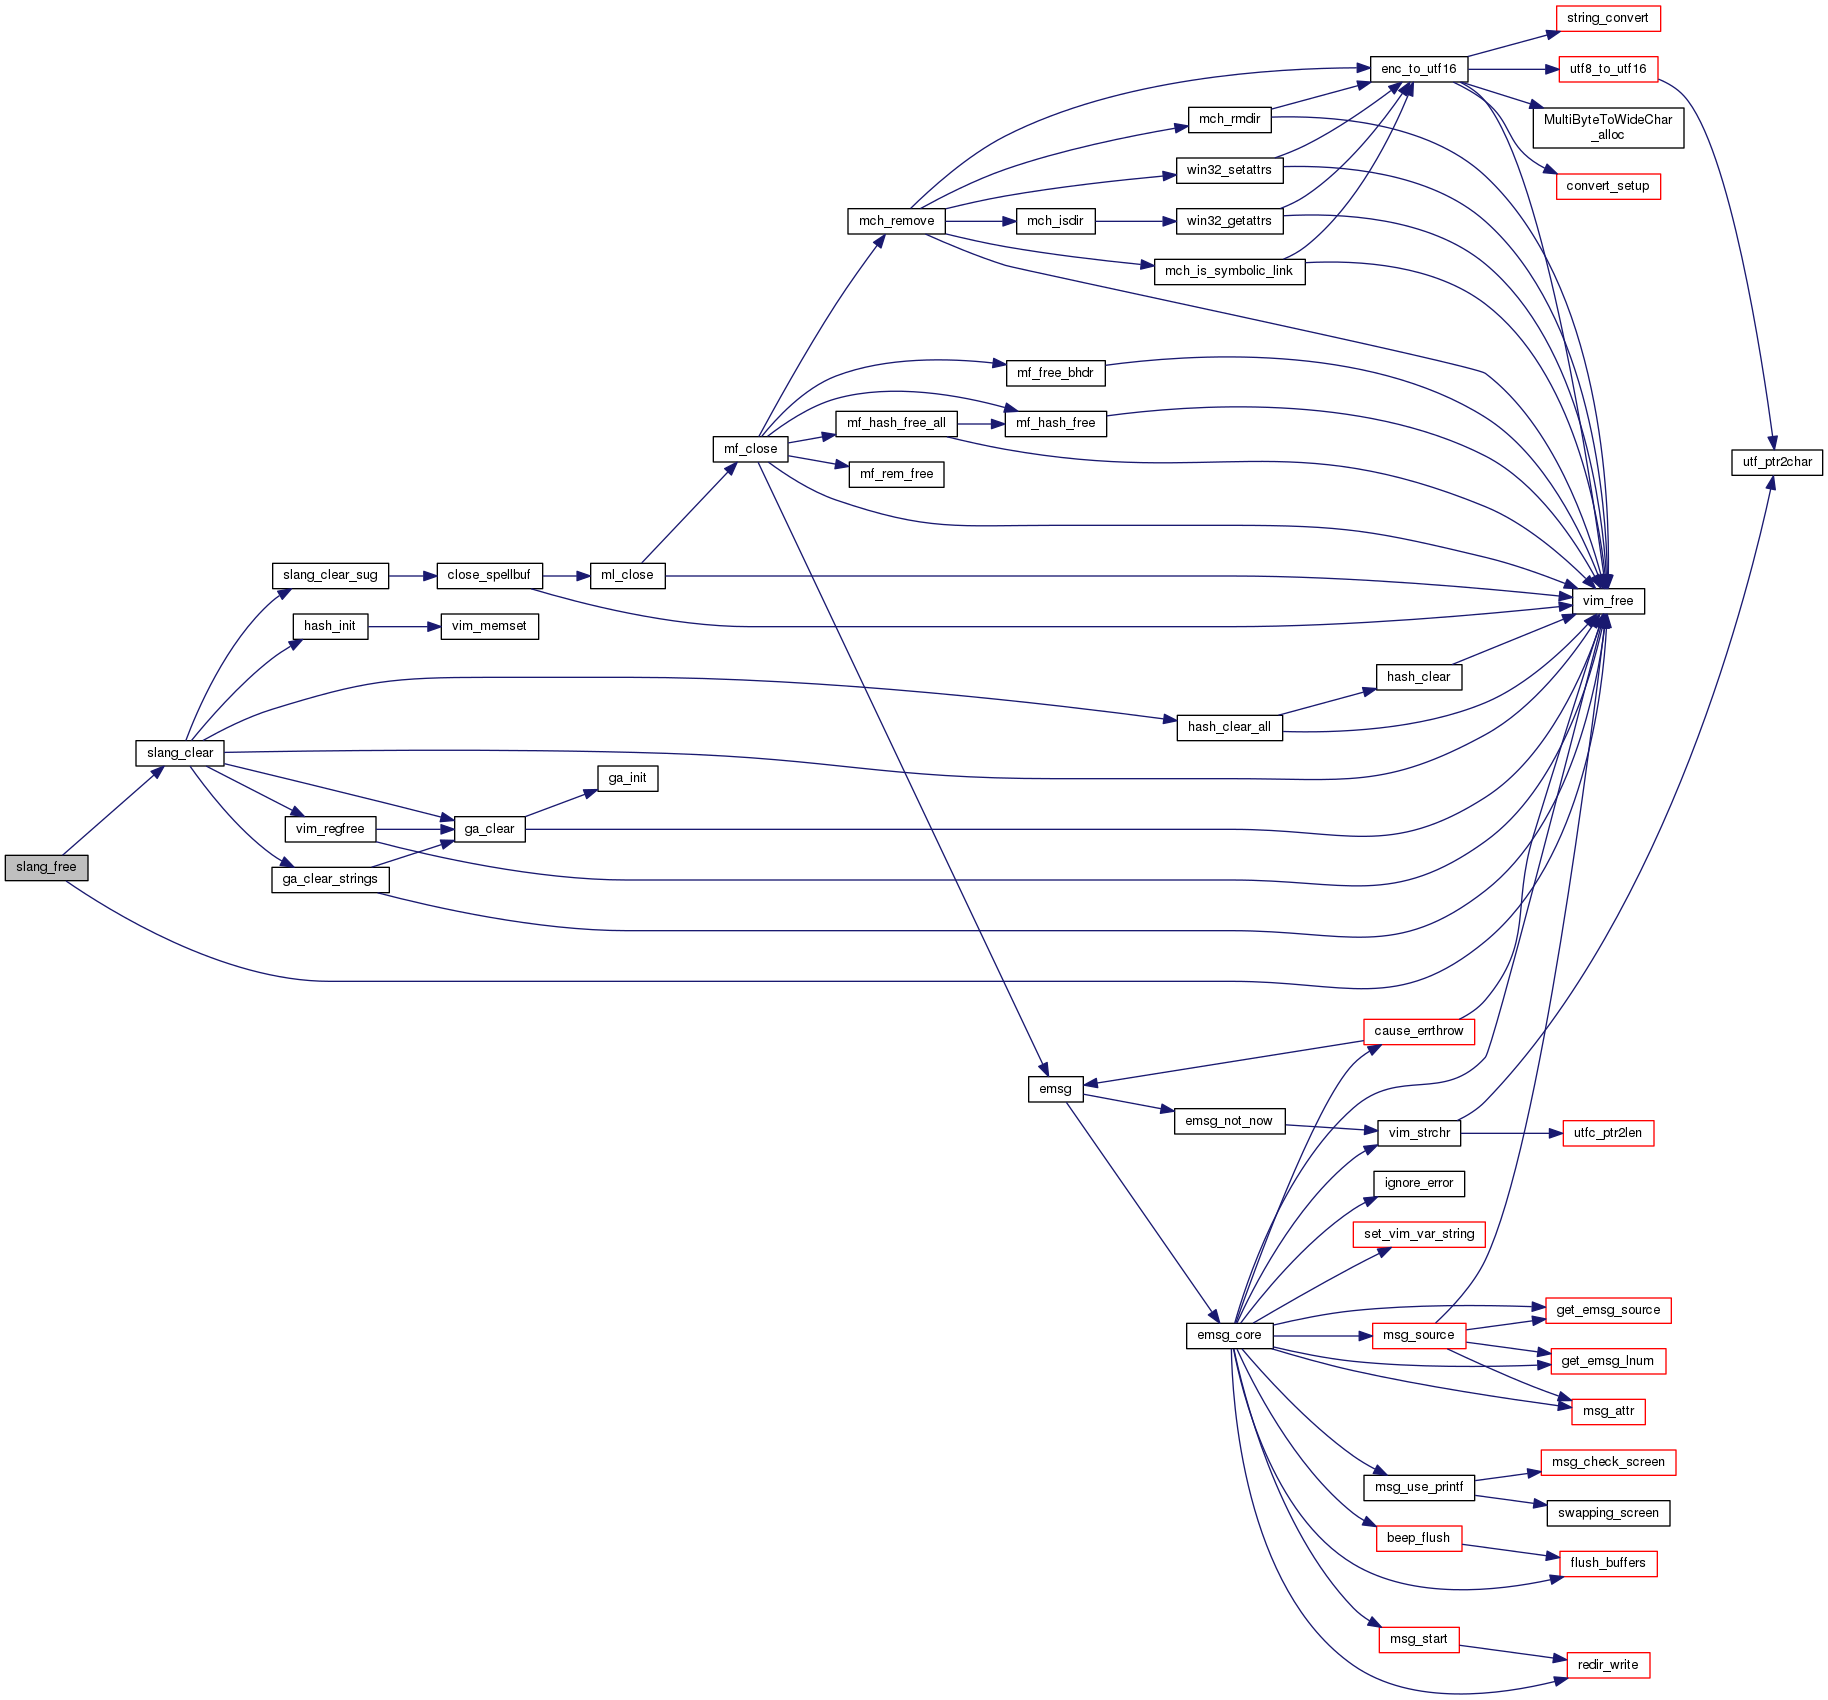 string_convert
enc_to_utf16
utf8_to_utf16
mch_rmdir
MultiByteToWideChar
_alloc
win32_setattrs
convert_setup
mch_remove
mch_isdir
win32_getattrs
mch_is_symbolic_link
mf_free_bhdr
mf_hash_free_all
mf_hash_free
mf_close
mf_rem_free
utf_ptr2char
slang_clear_sug
close_spellbuf
ml_close
vim_free
hash_init
vim_memset
hash_clear
hash_clear_all
slang_clear
ga_init
vim_regfree
ga_clear
slang_free
ga_clear_strings
cause_errthrow
emsg
emsg_not_now
vim_strchr
utfc_ptr2len
ignore_error
set_vim_var_string
get_emsg_source
emsg_core
msg_source
get_emsg_lnum
msg_attr
msg_check_screen
msg_use_printf
swapping_screen
beep_flush
flush_buffers
msg_start
redir_write